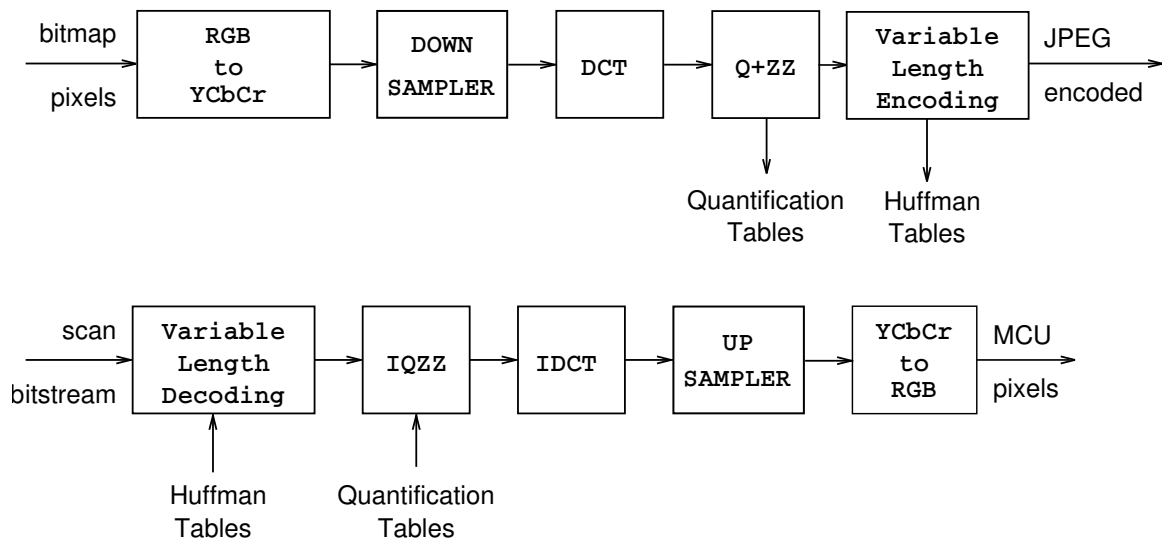 bitmap
pixels
RGB
to
YCbCr
DOWN
SAMPLER
DCT
Q+ZZ
Variable
Length
Encoding
JPEG
encoded
Quantification
Tables
Huffman
Tables
scan
bitstream
Variable
Length
Decoding
IQZZ
IDCT
UP
SAMPLER
YCbCr
to
RGB
MCU
pixels
Huffman
Tables
Quantification
Tables